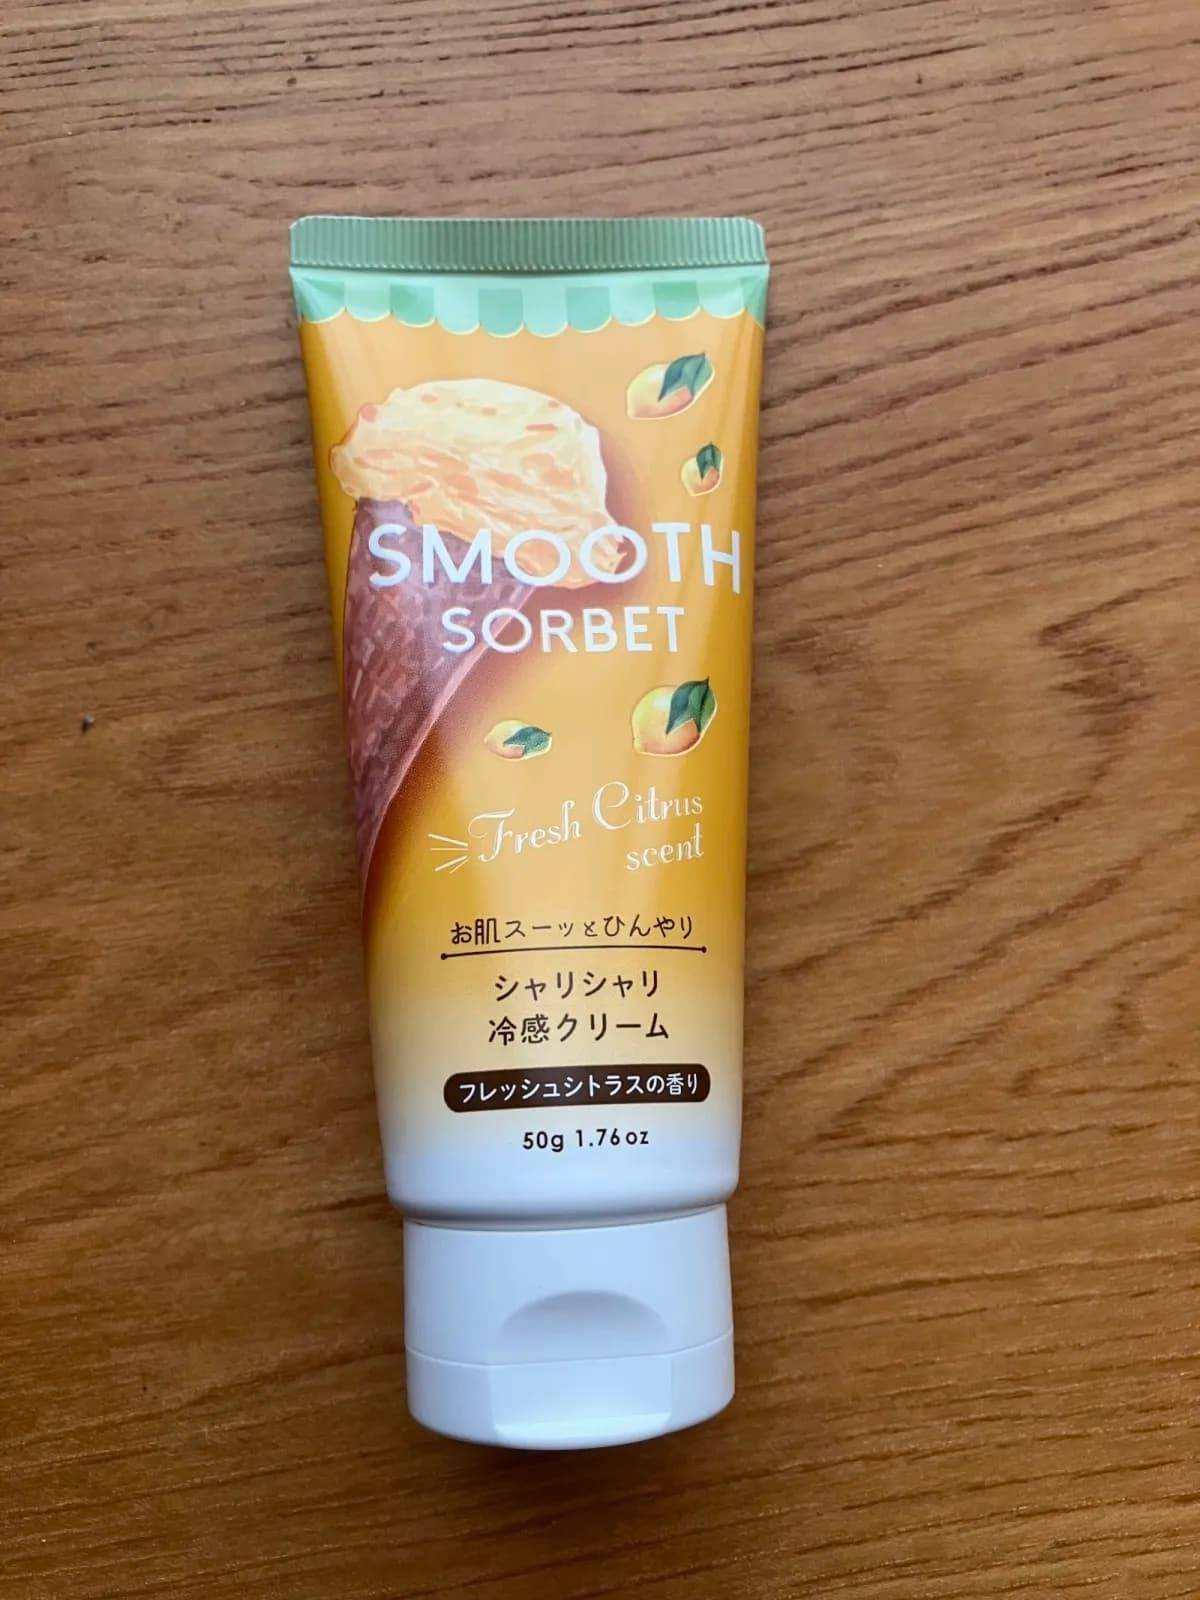 SMOOTH
SORBET
Fresh Citrus
scent
お肌スーッとひんやり
シャリシャリ
冷感クリーム
フレッシュシトラスの香り
50g 1.76oz